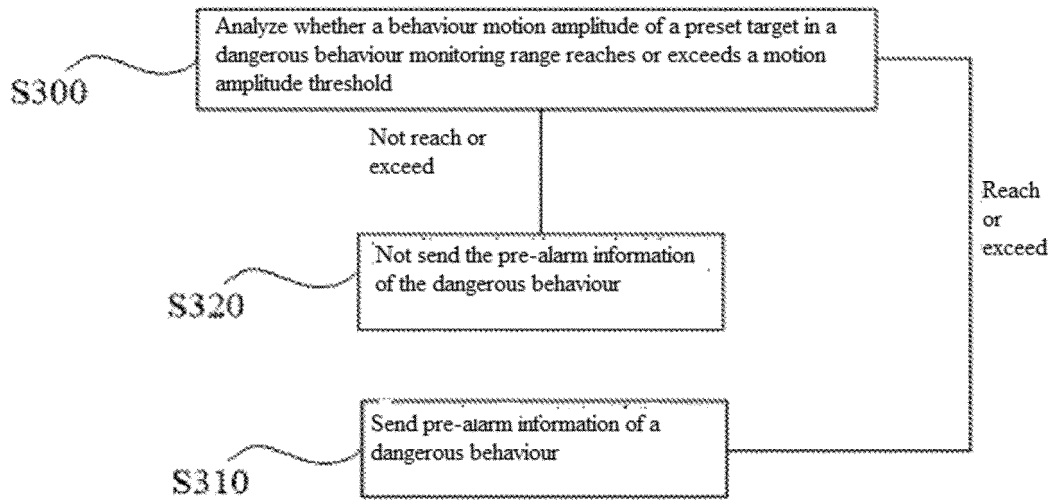 Analyze whether a behaviour motion amplitude of a preset target in a
dangerous behaviour monitoring range reaches or exceeds a motion
amplitude threshold
S300
Not reach or
exceed
Reach
or
exceed
Not send the pre-alarm information
of the dangerous behaviour
S320
Send pre-alarm information of a
dangerous behaviour
S310